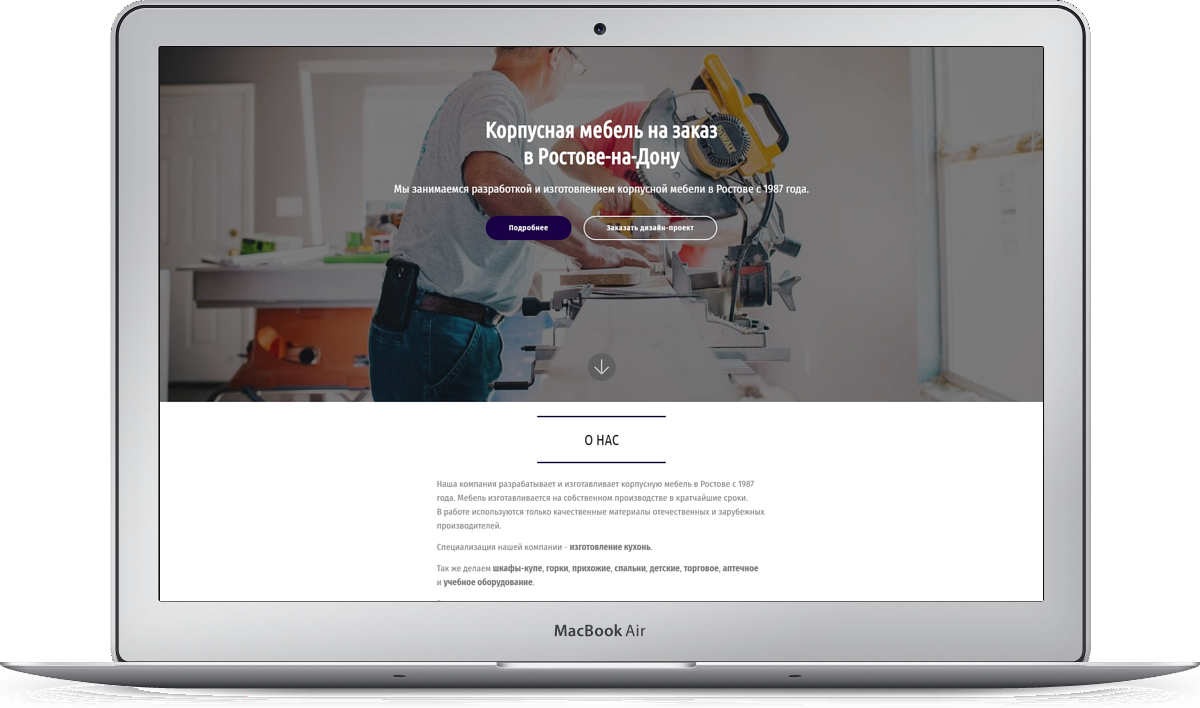 Корпусная мебель на заказ
в Ростове-на-Дону
Мы занимаемся разработкой и изготовлением корпусной мебели в Ростове с 1987 года.
Подробнее
Заказать дизайн-проект
О НАС
Наша компания разрабатывает и изготавливает корпусную мебель в Ростове с 1987
года. Мебель изготавливается на собственном производстве в кратчайшие сроки.
В работе используются только качественные материалы отечественных и зарубежных
производителей.
Специализация нашей компании - изготовление кухонь.
Так же делаем шкафы-купе, горки, прихожие, спальни, детские, торговое, аптечное
и учебное оборудование.
MacBook Air